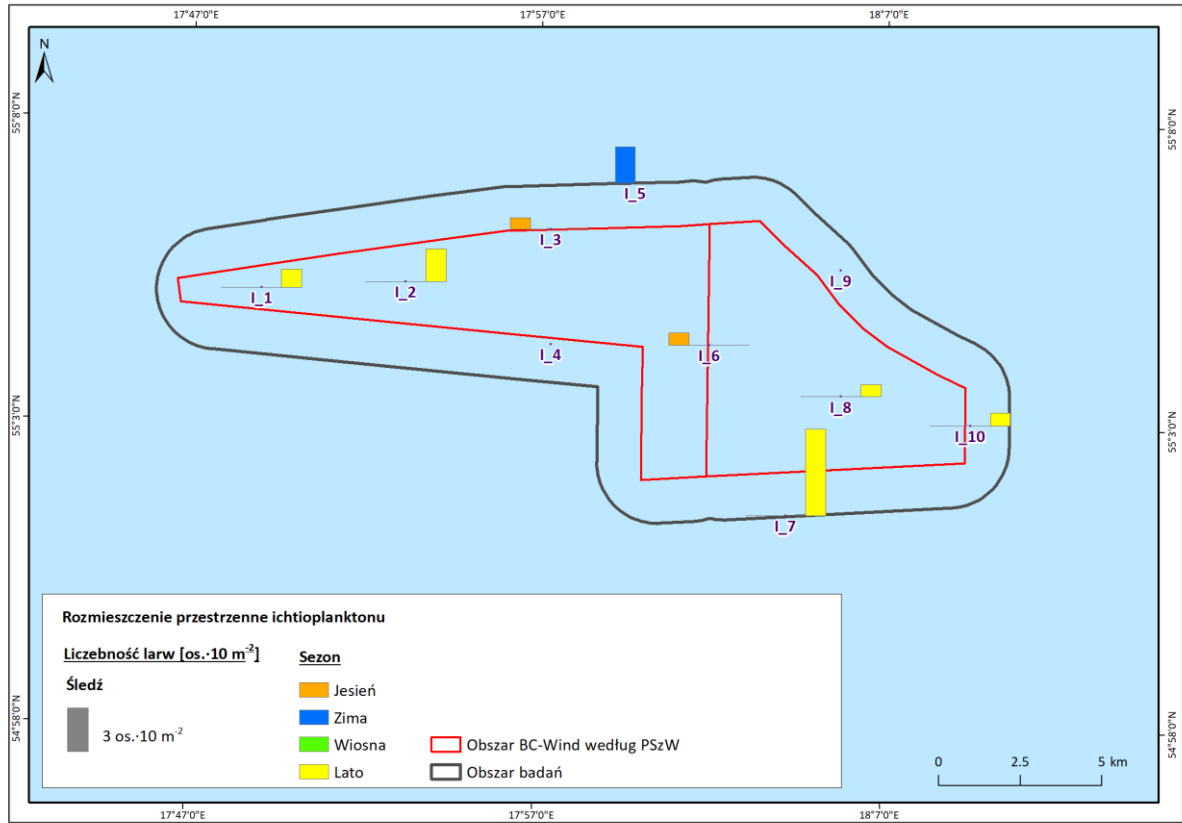 17°47'0"E 17°57'0"E 18°7'0"E
N
55°8'0"N 55°8'0"N
I_5
I_3
I_9
I_1 I_2
I_4 I_6
55°3'0"N 55°3'0"N
I_8
I_10
I_7
Rozmieszczenie przestrzenne ichtioplanktonu
Liczebność larw [os.·10 m⁻²] Sezon
Śledź
Jesień
3 os.·10 m⁻²
Zima
Wiosna Obszar BC-Wind według PSzW
Lato Obszar badań
0 2.5 5 km
54°58'0"N 54°58'0"N
17°47'0"E 17°57'0"E 18°7'0"E